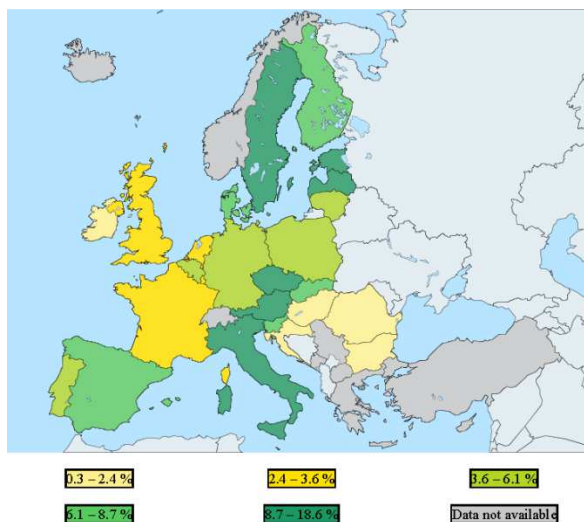 0.3 – 2.4 % 2.4 – 3.6 % 3.6 – 6.1 %
6.1 – 8.7 % 8.7 – 18.6 % Data not available